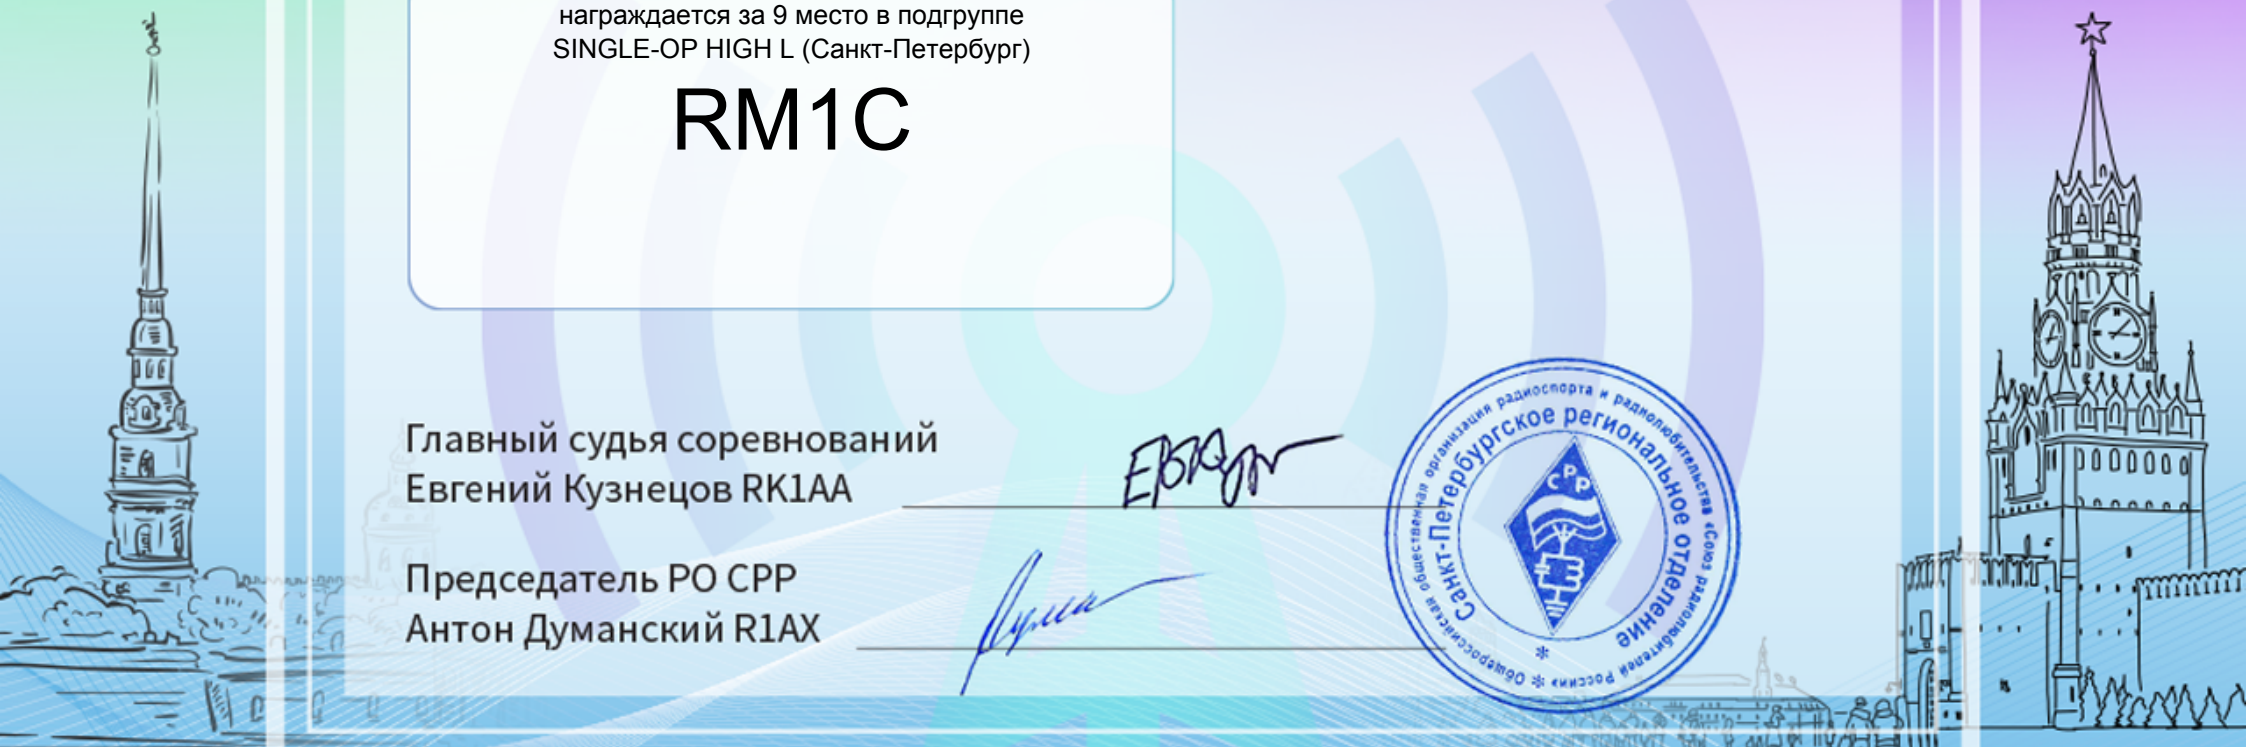 награждается за 9 место в подгруппе
SINGLE-OP HIGH L (Санкт-Петербург)
RM1C
Главный судья соревнований
Евгений Кузнецов RK1AA
Председатель РО СРР
Антон Думанский R1AX
Общероссийская общественная организация радиоспорта и радиолюбительства «Союз радиолюбителей России»
Санкт-Петербургское региональное отделение
СРР